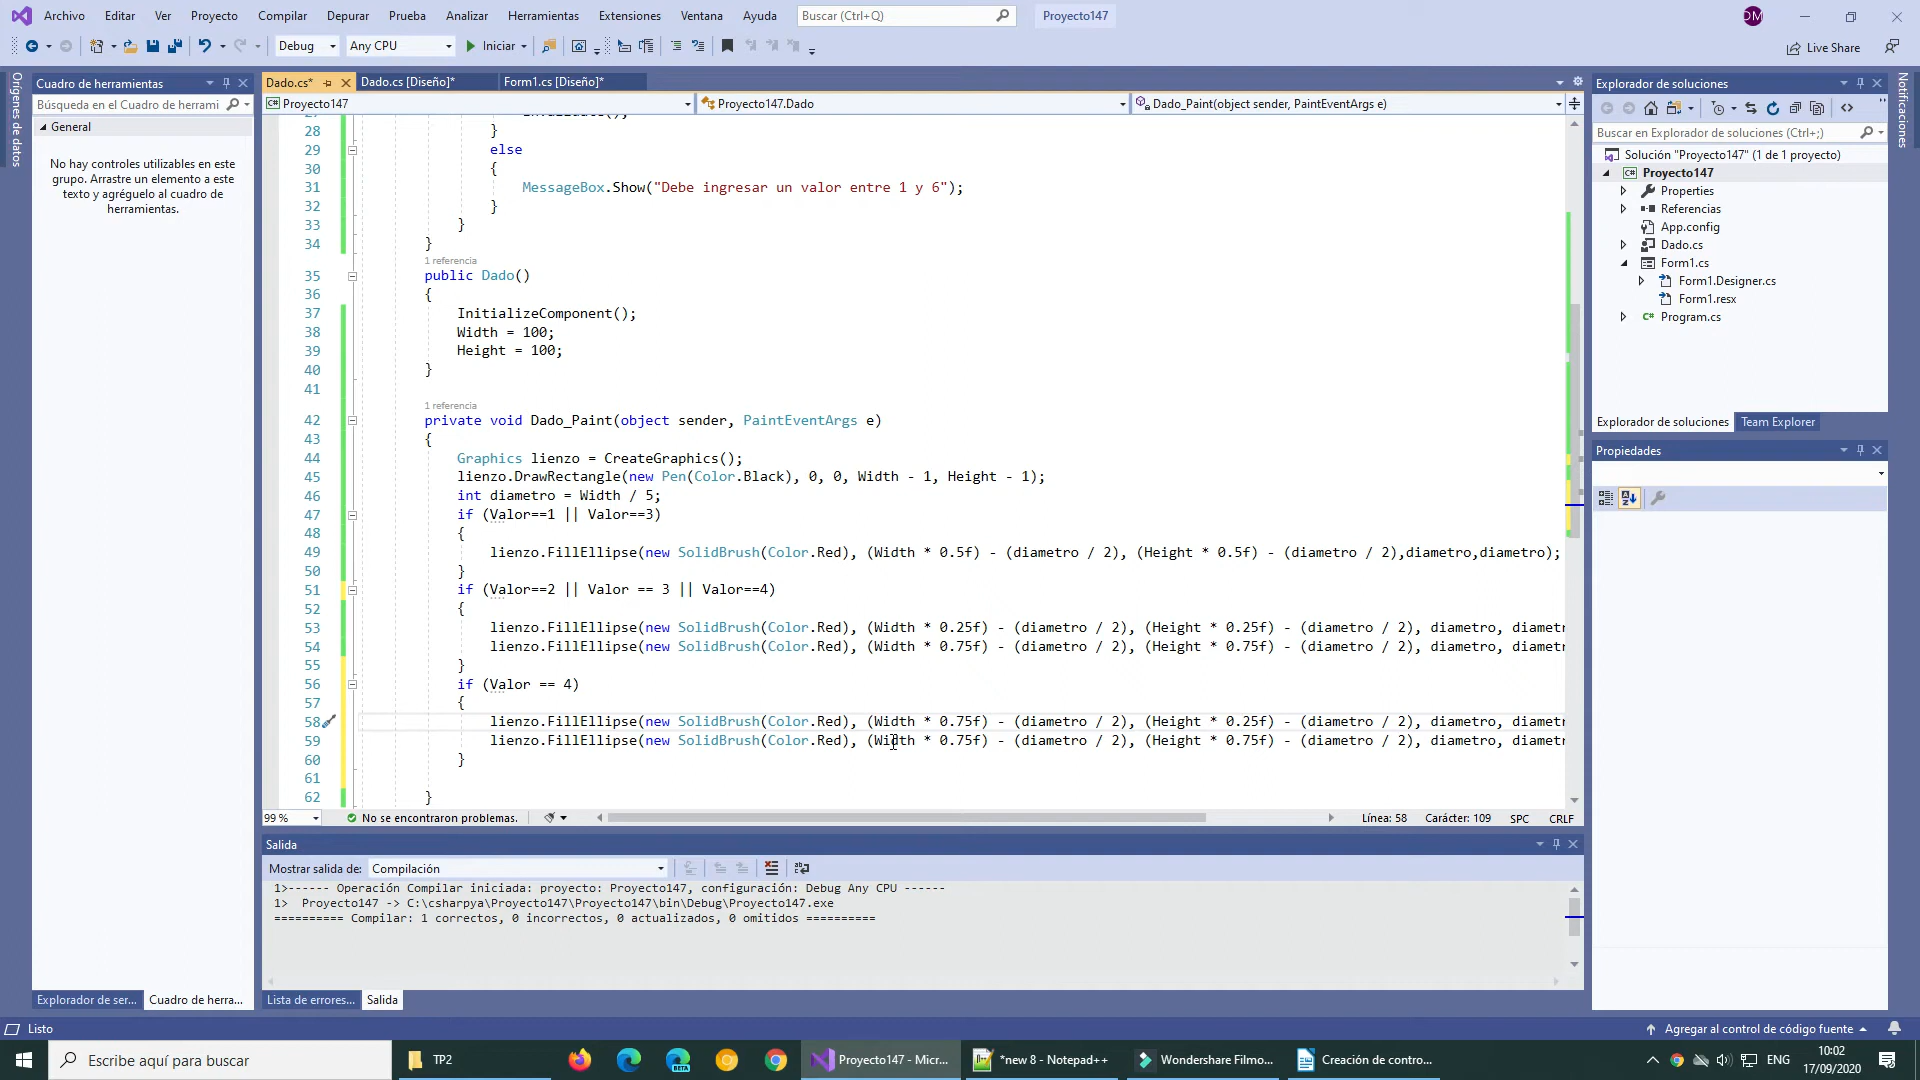 Archivo Editar Ver Proyecto Compilar Depurar Prueba Analizar Herramientas Extensiones Ventana Ayuda Buscar (Ctrl+Q) Proyecto147 DM
Debug Any CPU Iniciar Live Share
Orígenes de datos
Cuadro de herramientas
Búsqueda en el Cuadro de herrami
General
No hay controles utilizables en este
grupo. Arrastre un elemento a este
texto y agréguelo al cuadro de
herramientas.
Explorador de ser... Cuadro de herra...
Dado.cs* Dado.cs [Diseño]* Form1.cs [Diseño]*
Proyecto147 Proyecto147.Dado Dado_Paint(object sender, PaintEventArgs e)
28 }
29 else
30 {
31 MessageBox.Show("Debe ingresar un valor entre 1 y 6");
32 }
33 }
34 }
1 referencia
35 public Dado()
36 {
37 InitializeComponent();
38 Width = 100;
39 Height = 100;
40 }
41
1 referencia
42 private void Dado_Paint(object sender, PaintEventArgs e)
43 {
44 Graphics lienzo = CreateGraphics();
45 lienzo.DrawRectangle(new Pen(Color.Black), 0, 0, Width - 1, Height - 1);
46 int diametro = Width / 5;
47 if (Valor==1 || Valor==3)
48 {
49 lienzo.FillEllipse(new SolidBrush(Color.Red), (Width * 0.5f) - (diametro / 2), (Height * 0.5f) - (diametro / 2),diametro,diametro);
50 }
51 if (Valor==2 || Valor == 3 || Valor==4)
52 {
53 lienzo.FillEllipse(new SolidBrush(Color.Red), (Width * 0.25f) - (diametro / 2), (Height * 0.25f) - (diametro / 2), diametro, diametr
54 lienzo.FillEllipse(new SolidBrush(Color.Red), (Width * 0.75f) - (diametro / 2), (Height * 0.75f) - (diametro / 2), diametro, diametr
55 }
56 if (Valor == 4)
57 {
58 lienzo.FillEllipse(new SolidBrush(Color.Red), (Width * 0.75f) - (diametro / 2), (Height * 0.25f) - (diametro / 2), diametro, diametr
59 lienzo.FillEllipse(new SolidBrush(Color.Red), (Width * 0.75f) - (diametro / 2), (Height * 0.75f) - (diametro / 2), diametro, diametr
60 }
61
62 }
99 % No se encontraron problemas. Línea: 58 Carácter: 109 SPC CRLF
Salida
Mostrar salida de: Compilación
1>------ Operación Compilar iniciada: proyecto: Proyecto147, configuración: Debug Any CPU ------
1> Proyecto147 -> C:\csharpya\Proyecto147\Proyecto147\bin\Debug\Proyecto147.exe
========== Compilar: 1 correctos, 0 incorrectos, 0 actualizados, 0 omitidos ==========
Lista de errores... Salida
Explorador de soluciones
Buscar en Explorador de soluciones (Ctrl+;)
Solución "Proyecto147" (1 de 1 proyecto)
Proyecto147
Properties
Referencias
App.config
Dado.cs
Form1.cs
Form1.Designer.cs
Form1.resx
Program.cs
Explorador de soluciones Team Explorer
Propiedades
Notificaciones
Listo Agregar al control de código fuente
Escribe aquí para buscar TP2 Proyecto147 - Micr... *new 8 - Notepad++ Wondershare Filmo... Creación de contro... ENG 10:02
17/09/2020